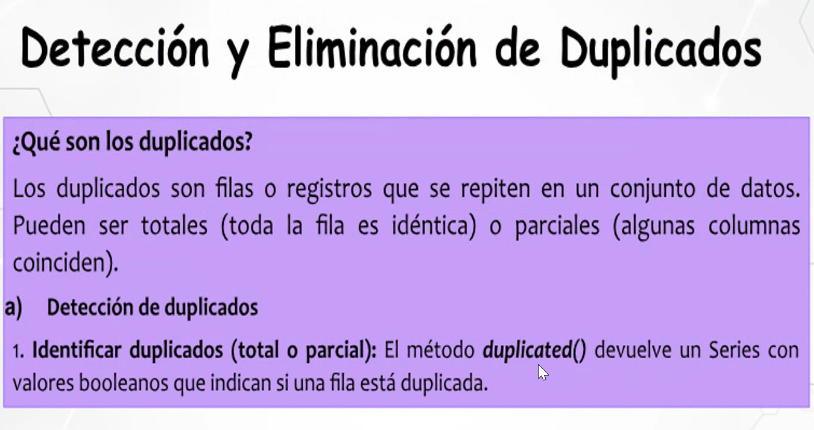 Detección y Eliminación de Duplicados
¿Qué son los duplicados?
Los duplicados son filas o registros que se repiten en un conjunto de datos.
Pueden ser totales (toda la fila es idéntica) o parciales (algunas columnas
coinciden).
a) Detección de duplicados
1. Identificar duplicados (total o parcial): El método duplicated() devuelve un Series con
valores booleanos que indican si una fila está duplicada.